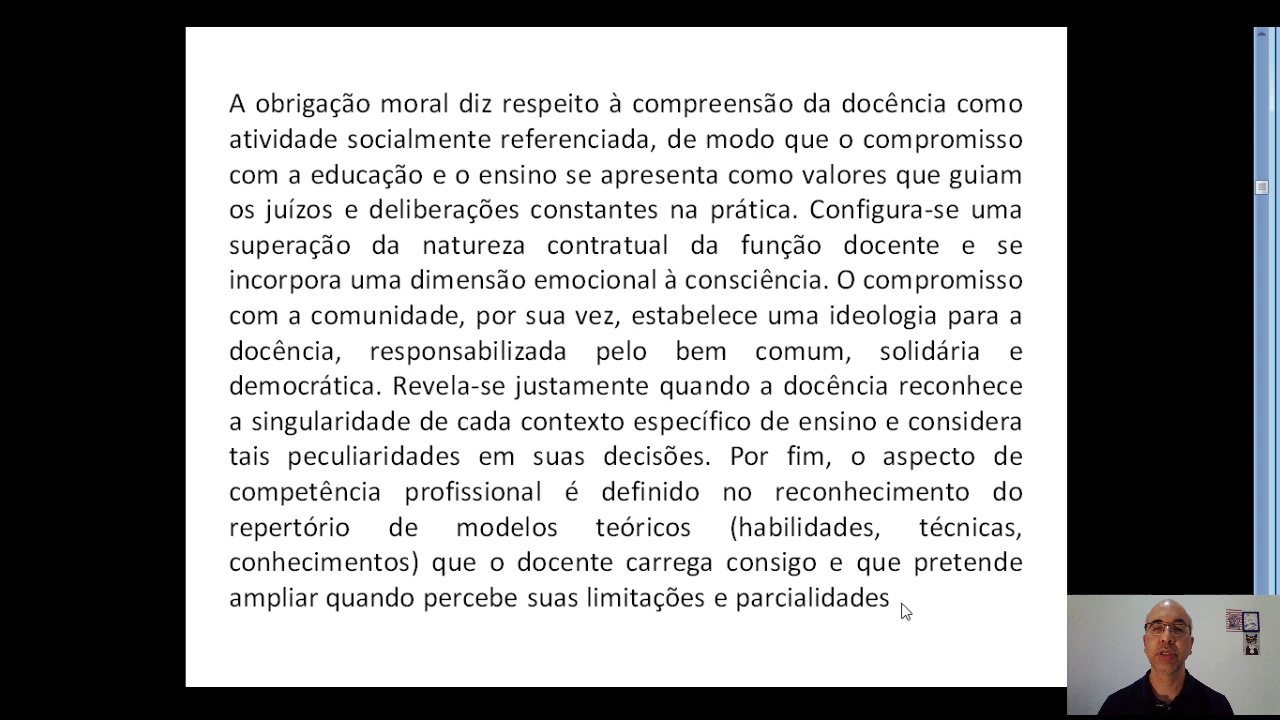 A obrigação moral diz respeito à compreensão da docência como
atividade socialmente referenciada, de modo que o compromisso
com a educação e o ensino se apresenta como valores que guiam
os juízos e deliberações constantes na prática. Configura-se uma
superação da natureza contratual da função docente e se
incorpora uma dimensão emocional à consciência. O compromisso
com a comunidade, por sua vez, estabelece uma ideologia para a
docência, responsabilizada pelo bem comum, solidária e
democrática. Revela-se justamente quando a docência reconhece
a singularidade de cada contexto específico de ensino e considera
tais peculiaridades em suas decisões. Por fim, o aspecto de
competência profissional é definido no reconhecimento do
repertório de modelos teóricos (habilidades, técnicas,
conhecimentos) que o docente carrega consigo e que pretende
ampliar quando percebe suas limitações e parcialidades